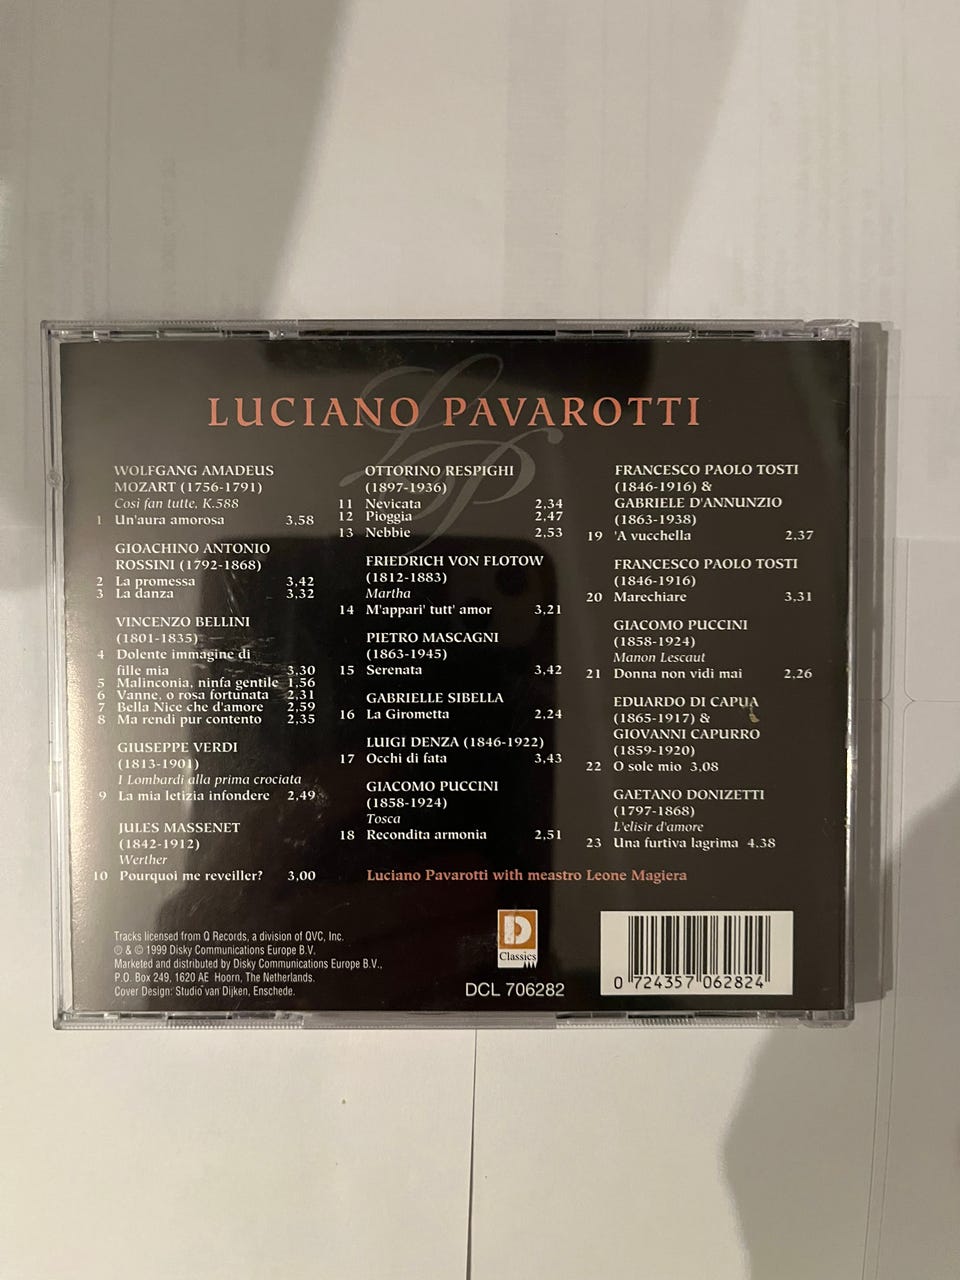 LUCIANO PAVAROTTI
WOLFGANG AMADEUS
MOZART (1756-1791)
Cosi fan tutte, K.588
1 Un'aura amorosa 3,58
GIOACHINO ANTONIO
ROSSINI (1792-1868)
2 La promessa 3,42
3 La danza 3,32
VINCENZO BELLINI
(1801-1835)
4 Dolente immagine di
fille mia 3,30
5 Malinconia, ninfa gentile 1,56
6 Vanne, o rosa fortunata 2,31
7 Bella Nice che d'amore 2,59
8 Ma rendi pur contento 2,35
GIUSEPPE VERDI
(1813-1901)
I Lombardi alla prima crociata
9 La mia letizia infondere 2,49
JULES MASSENET
(1842-1912)
Werther
10 Pourquoi me reveiller? 3,00
OTTORINO RESPIGHI
(1897-1936)
11 Nevicata 2,34
12 Pioggia 2,47
13 Nebbie 2,53
FRIEDRICH VON FLOTOW
(1812-1883)
Martha
14 M'appari' tutt' amor 3,21
PIETRO MASCAGNI
(1863-1945)
15 Serenata 3,42
GABRIELLE SIBELLA
16 La Girometta 2,24
LUIGI DENZA (1846-1922)
17 Occhi di fata 3,43
GIACOMO PUCCINI
(1858-1924)
Tosca
18 Recondita armonia 2,51
Luciano Pavarotti with meastro Leone Magiera
FRANCESCO PAOLO TOSTI
(1846-1916) &
GABRIELE D'ANNUNZIO
(1863-1938)
19 'A vucchella 2.37
FRANCESCO PAOLO TOSTI
(1846-1916)
20 Marechiare 3,31
GIACOMO PUCCINI
(1858-1924)
Manon Lescaut
21 Donna non vidi mai 2,26
EDUARDO DI CAPUA
(1865-1917) &
GIOVANNI CAPURRO
(1859-1920)
22 O sole mio 3,08
GAETANO DONIZETTI
(1797-1868)
L'elisir d'amore
23 Una furtiva lagrima 4.38
Tracks licensed from Q Records, a division of QVC, Inc.
℗ & © 1999 Disky Communications Europe B.V.
Marketed and distributed by Disky Communications Europe B.V.,
P.O. Box 249, 1620 AE Hoorn, The Netherlands.
Cover Design: Studio van Dijken, Enschede.
D
Classics
DCL 706282
0 724357 062824
LP